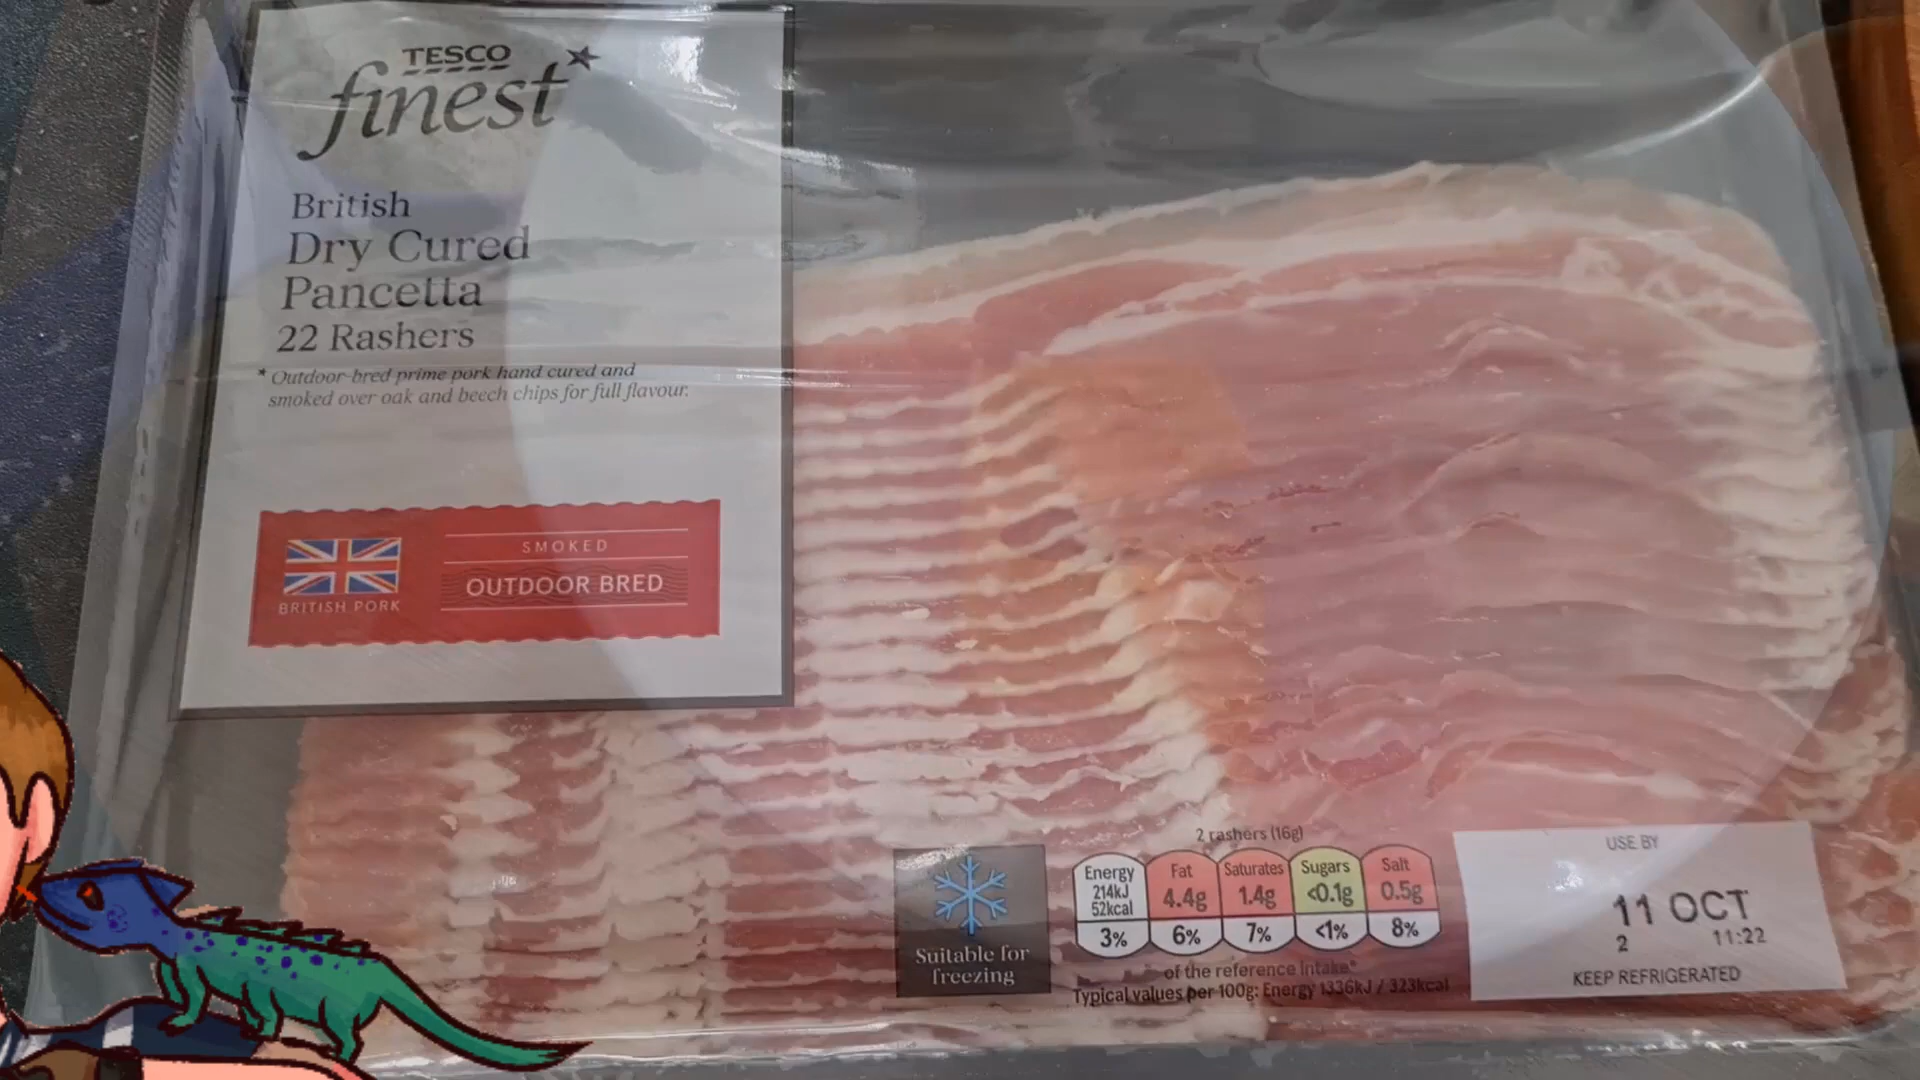 TESCO
finest*
British
Dry Cured
Pancetta
22 Rashers
* Outdoor-bred prime pork hand cured and
smoked over oak and beech chips for full flavour.
SMOKED
OUTDOOR BRED
BRITISH PORK
Suitable for
freezing
2 rashers (16g)
Energy
214kJ
52kcal
3%
Fat
4.4g
6%
Saturates
1.4g
7%
Sugars
<0.1g
<1%
Salt
0.5g
8%
of the reference intake*
Typical values per 100g: Energy 1336kJ / 323kcal
USE BY
11 OCT
2 11:22
KEEP REFRIGERATED